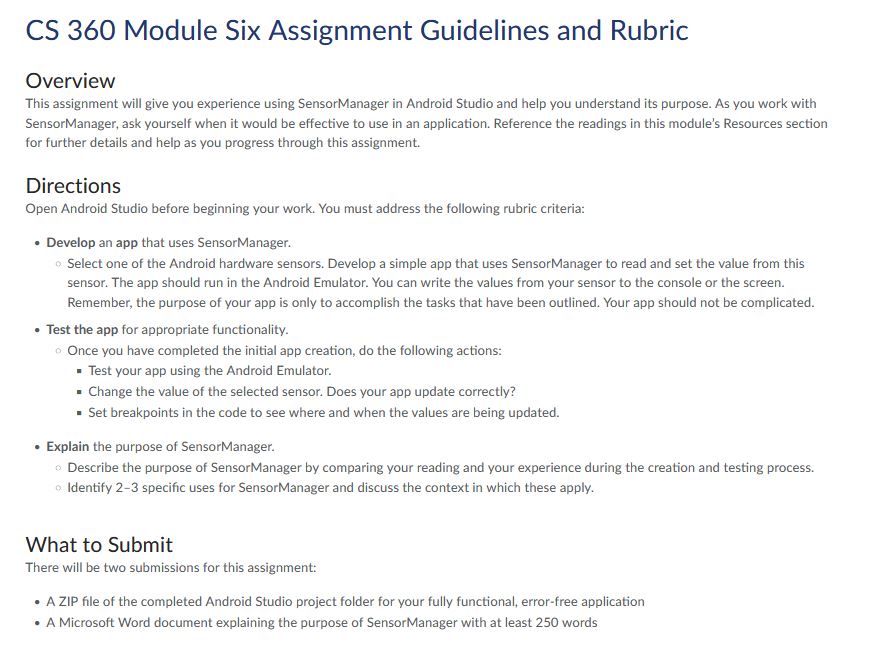 CS 360 Module Six Assignment Guidelines and Rubric
Overview
This assignment will give you experience using SensorManager in Android Studio and help you understand its purpose. As you work with
SensorManager, ask yourself when it would be effective to use in an application. Reference the readings in this module's Resources section
for further details and help as you progress through this assignment.
Directions
Open Android Studio before beginning your work. You must address the following rubric criteria:
• Develop an app that uses SensorManager.
○ Select one of the Android hardware sensors. Develop a simple app that uses SensorManager to read and set the value from this
sensor. The app should run in the Android Emulator. You can write the values from your sensor to the console or the screen.
Remember, the purpose of your app is only to accomplish the tasks that have been outlined. Your app should not be complicated.
• Test the app for appropriate functionality.
○ Once you have completed the initial app creation, do the following actions:
▪ Test your app using the Android Emulator.
▪ Change the value of the selected sensor. Does your app update correctly?
▪ Set breakpoints in the code to see where and when the values are being updated.
• Explain the purpose of SensorManager.
○ Describe the purpose of SensorManager by comparing your reading and your experience during the creation and testing process.
○ Identify 2–3 specific uses for SensorManager and discuss the context in which these apply.
What to Submit
There will be two submissions for this assignment:
• A ZIP file of the completed Android Studio project folder for your fully functional, error-free application
• A Microsoft Word document explaining the purpose of SensorManager with at least 250 words